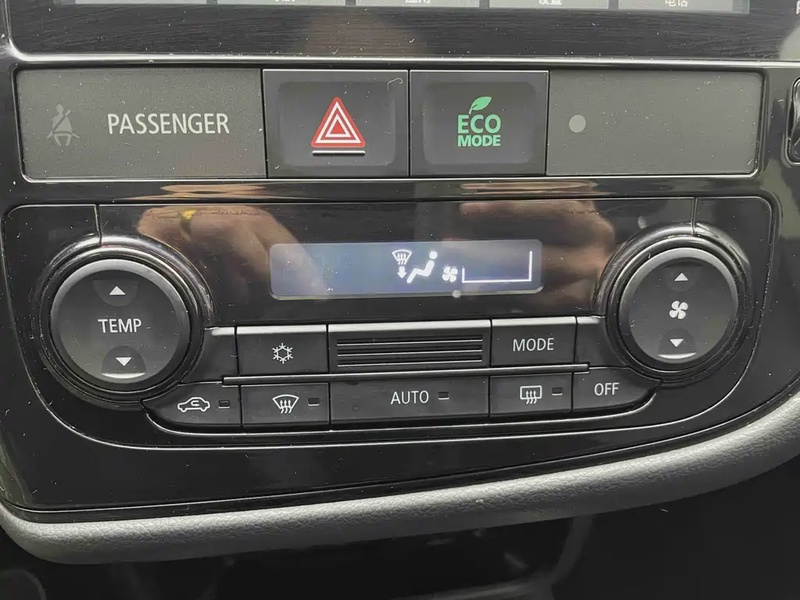 PASSENGER
ECO
MODE
TEMP
MODE
AUTO
OFF